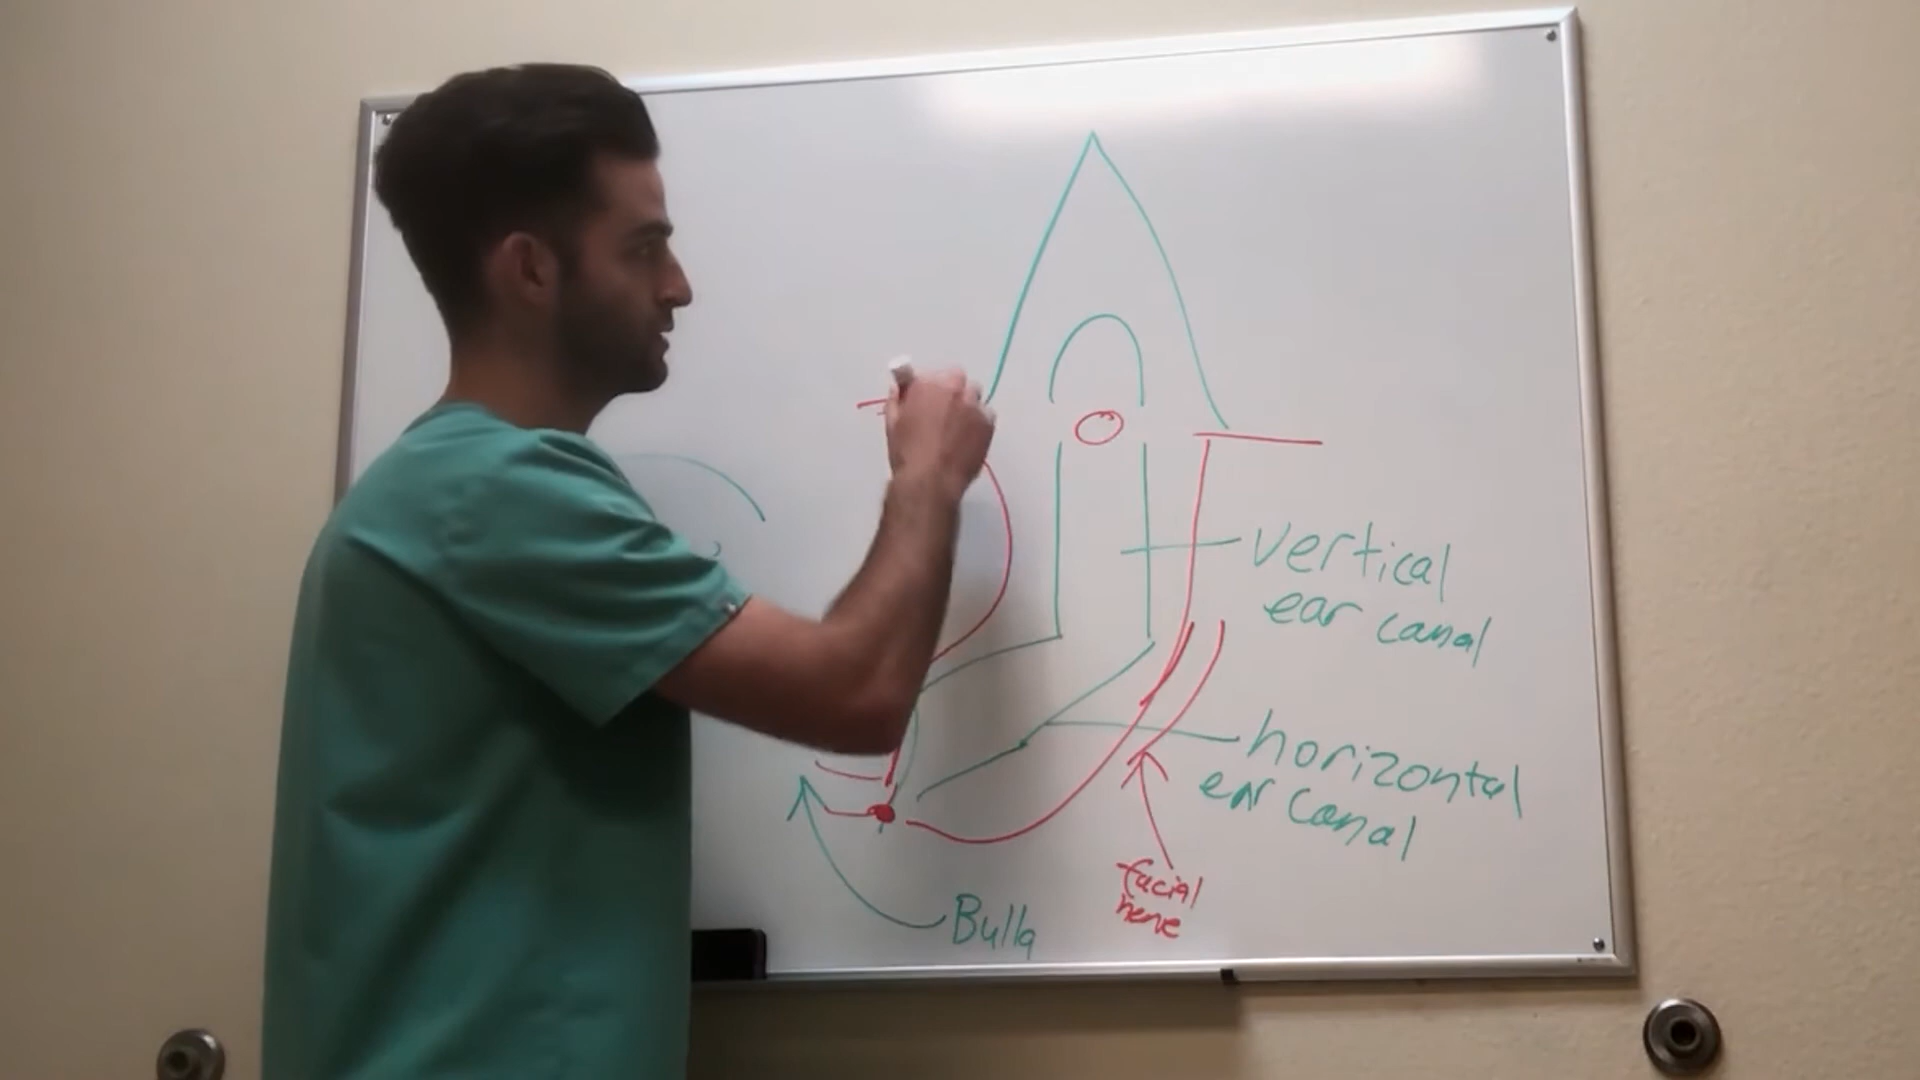 vertical
ear canal
horizontal
ear canal
facial
nerve
Bulla